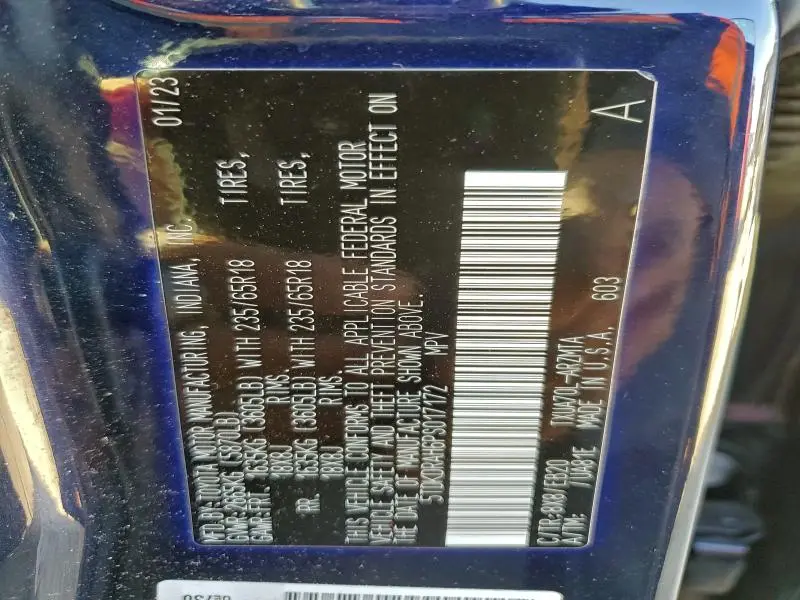 MFD.BY: TOYOTA MOTOR MANUFACTURING, INDIANA, INC. 01/23
GVMR 2685KG (5920LB)
GAWR FRT. 1635KG (3605LB) WITH 235/65R18 TIRES,
18X8J RIMS,
RR. 1635KG (3605LB) WITH 235/65R18 TIRES,
18X8J RIMS,
THIS VEHICLE CONFORMS TO ALL APPLICABLE FEDERAL MOTOR
VEHICLE SAFETY/ AND THEFT PREVENTION STANDARDS IN EFFECT ON
THE DATE OF MANUFACTURE SHOWN ABOVE.
MPV
C/TR: EB20
A/TM: MADE IN U.S.A. 603 A